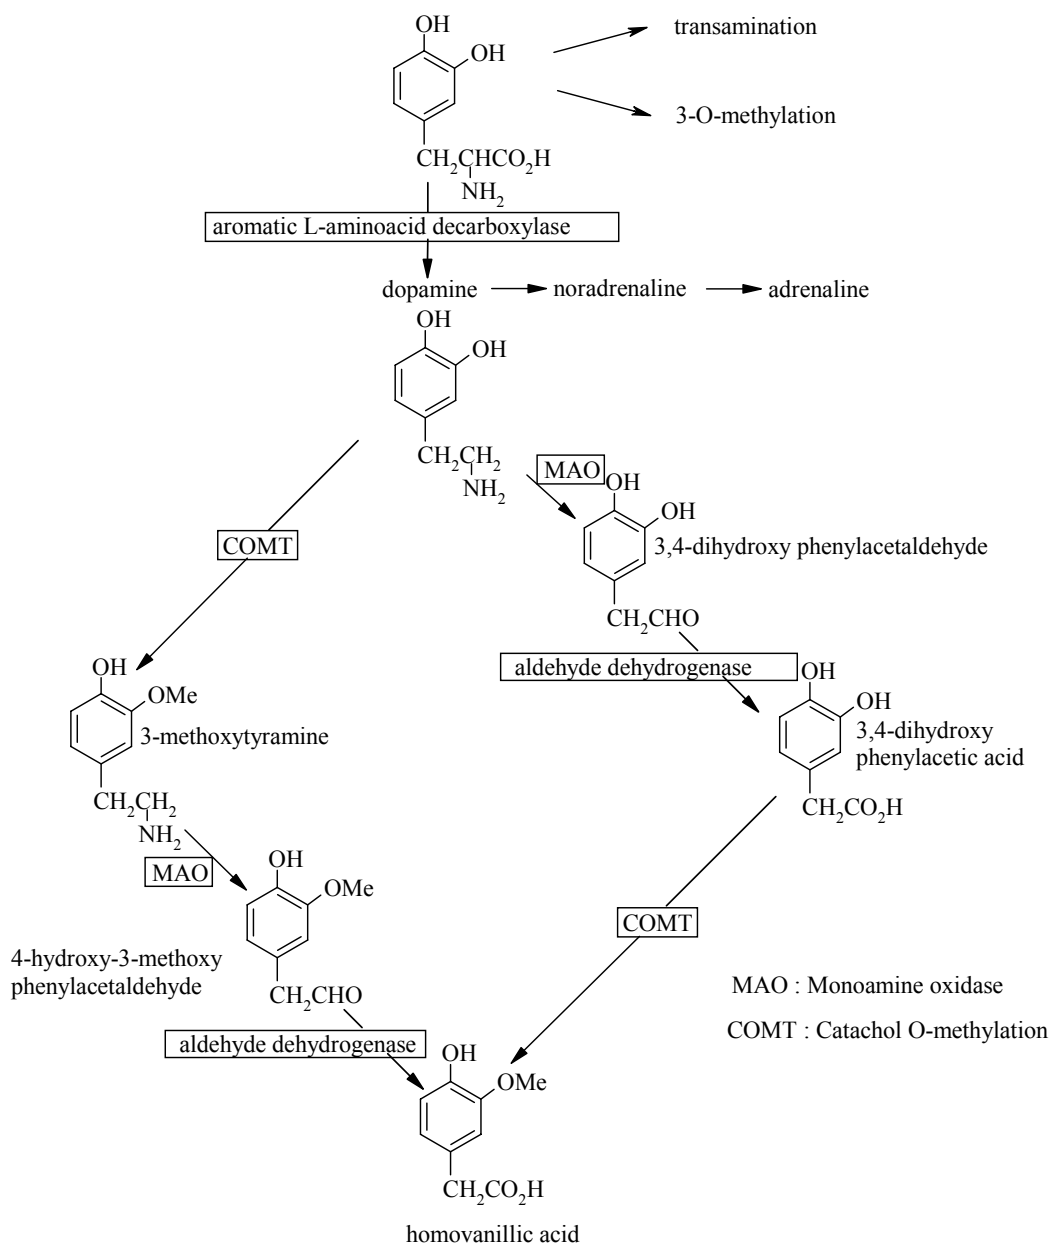 OH
transamination
OH
3-O-methylation
CH2CHCO2H
NH2
aromatic L-aminoacid decarboxylase
dopamine noradrenaline adrenaline
OH
OH
CH2CH2
NH2
MAO
OH
OH
3,4-dihydroxy phenylacetaldehyde
CH2CHO
COMT
aldehyde dehydrogenase
OH
OH
3,4-dihydroxy
phenylacetic acid
CH2CO2H
OH
OMe
3-methoxytyramine
CH2CH2
NH2
MAO
OH
OMe
4-hydroxy-3-methoxy
phenylacetaldehyde
CH2CHO
COMT
MAO : Monoamine oxidase
COMT : Catachol O-methylation
aldehyde dehydrogenase
OH
OMe
CH2CO2H
homovanillic acid